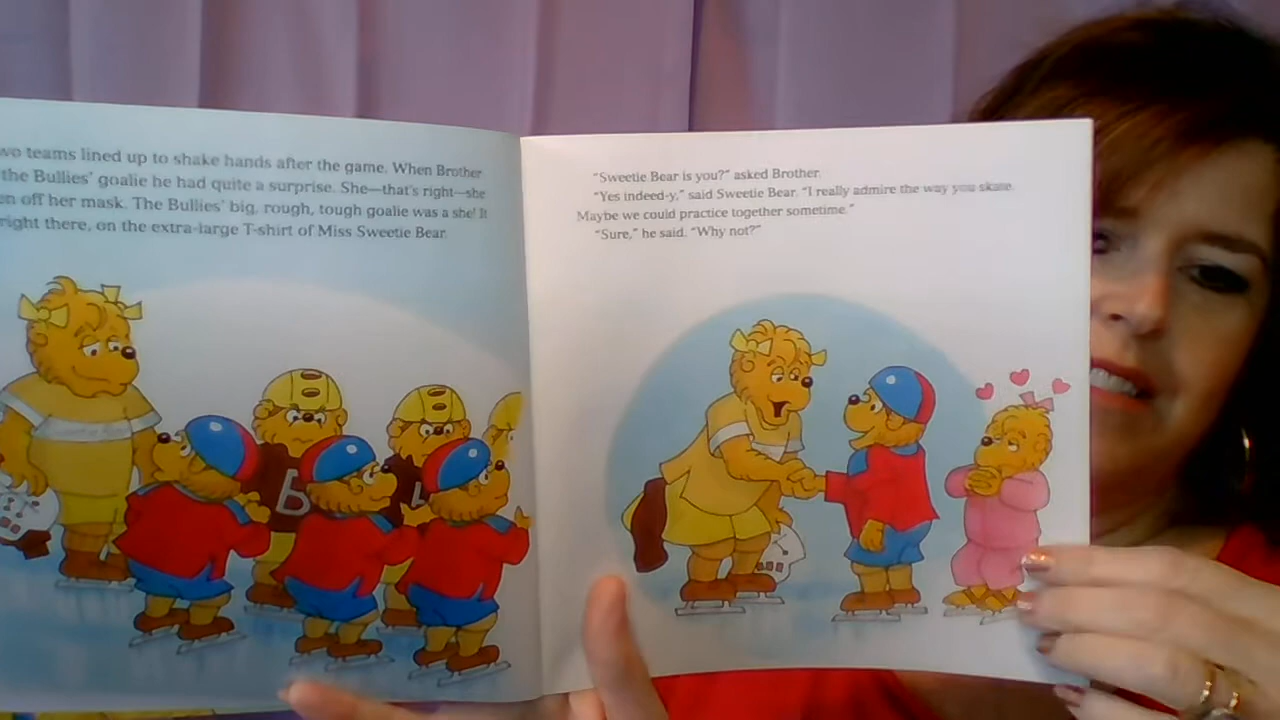 wo teams lined up to shake hands after the game. When Brother
the Bullies' goalie he had quite a surprise. She—that's right—she
en off her mask. The Bullies' big, rough, tough goalie was a she! It
right there, on the extra-large T-shirt of Miss Sweetie Bear.
"Sweetie Bear is you?" asked Brother.
"Yes indeed-y," said Sweetie Bear. "I really admire the way you skate.
Maybe we could practice together sometime."
"Sure," he said. "Why not?"
B